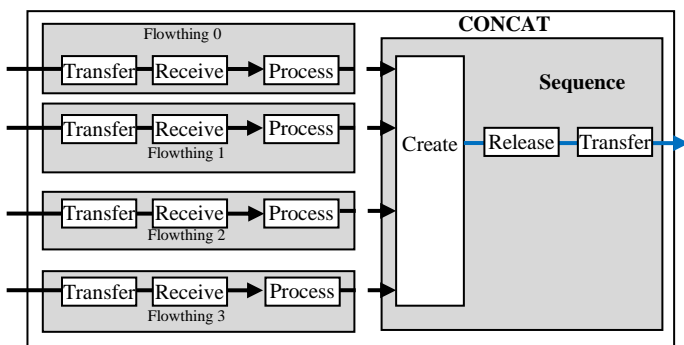 CONCAT
Flowthing 0
Transfer Receive Process
Transfer Receive Process
Flowthing 1
Transfer Receive Process
Flowthing 2
Transfer Receive Process
Flowthing 3
Sequence
Create Release Transfer